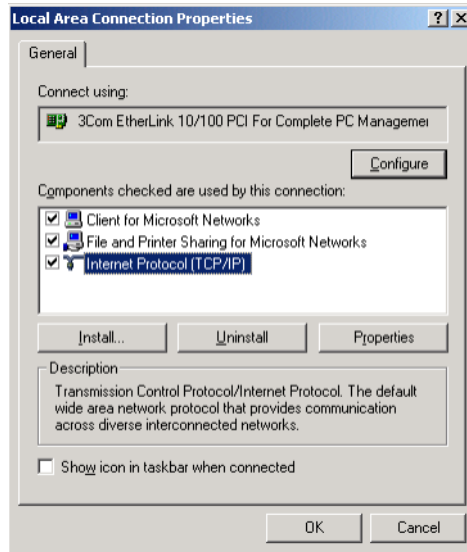 Local Area Connection Properties
General
Connect using:
3Com EtherLink 10/100 PCI For Complete PC Managemer
Configure
Components checked are used by this connection:
Client for Microsoft Networks
File and Printer Sharing for Microsoft Networks
Internet Protocol (TCP/IP)
Install... Uninstall Properties
Description
Transmission Control Protocol/Internet Protocol. The default
wide area network protocol that provides communication
across diverse interconnected networks.
Show icon in taskbar when connected
OK Cancel